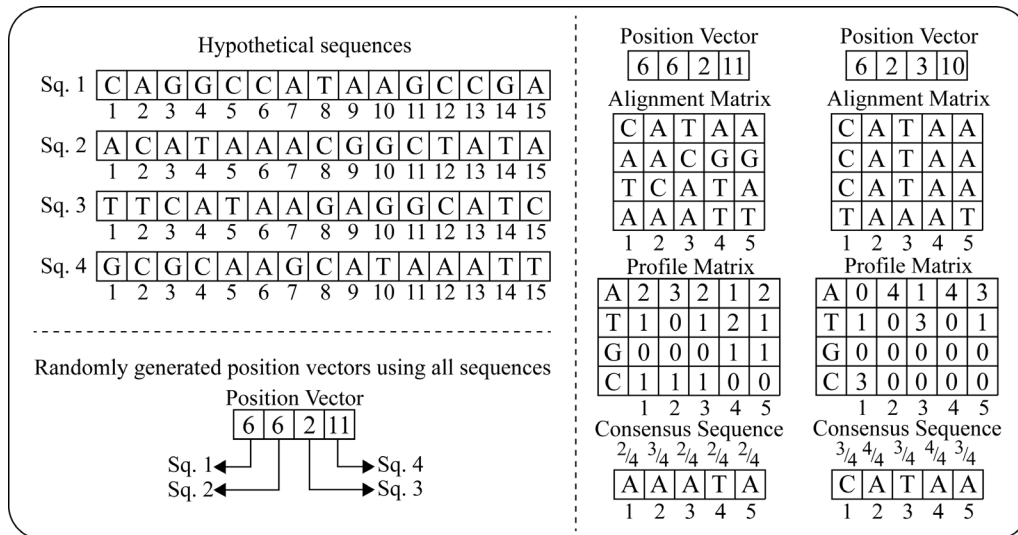 Hypothetical sequences
Sq. 1 C A G G C C A T A A G C C G A
1 2 3 4 5 6 7 8 9 10 11 12 13 14 15
Sq. 2 A C A T A A A C G G C T A T A
1 2 3 4 5 6 7 8 9 10 11 12 13 14 15
Sq. 3 T T C A T A A G A G G C A T C
1 2 3 4 5 6 7 8 9 10 11 12 13 14 15
Sq. 4 G C G C A A G C A T A A A T T
1 2 3 4 5 6 7 8 9 10 11 12 13 14 15
Randomly generated position vectors using all sequences
Position Vector
6 6 2 11
Sq. 1 Sq. 4
Sq. 2 Sq. 3
Position Vector
6 6 2 11
Alignment Matrix
C A T A A
A A C G G
T C A T A
A A A T T
1 2 3 4 5
Profile Matrix
A 2 3 2 1 2
T 1 0 1 2 1
G 0 0 0 1 1
C 1 1 1 0 0
1 2 3 4 5
Consensus Sequence
2/4 3/4 2/4 2/4 2/4
A A A T A
1 2 3 4 5
Position Vector
6 2 3 10
Alignment Matrix
C A T A A
C A T A A
C A T A A
T A A A T
1 2 3 4 5
Profile Matrix
A 0 4 1 4 3
T 1 0 3 0 1
G 0 0 0 0 0
C 3 0 0 0 0
1 2 3 4 5
Consensus Sequence
3/4 4/4 3/4 4/4 3/4
C A T A A
1 2 3 4 5